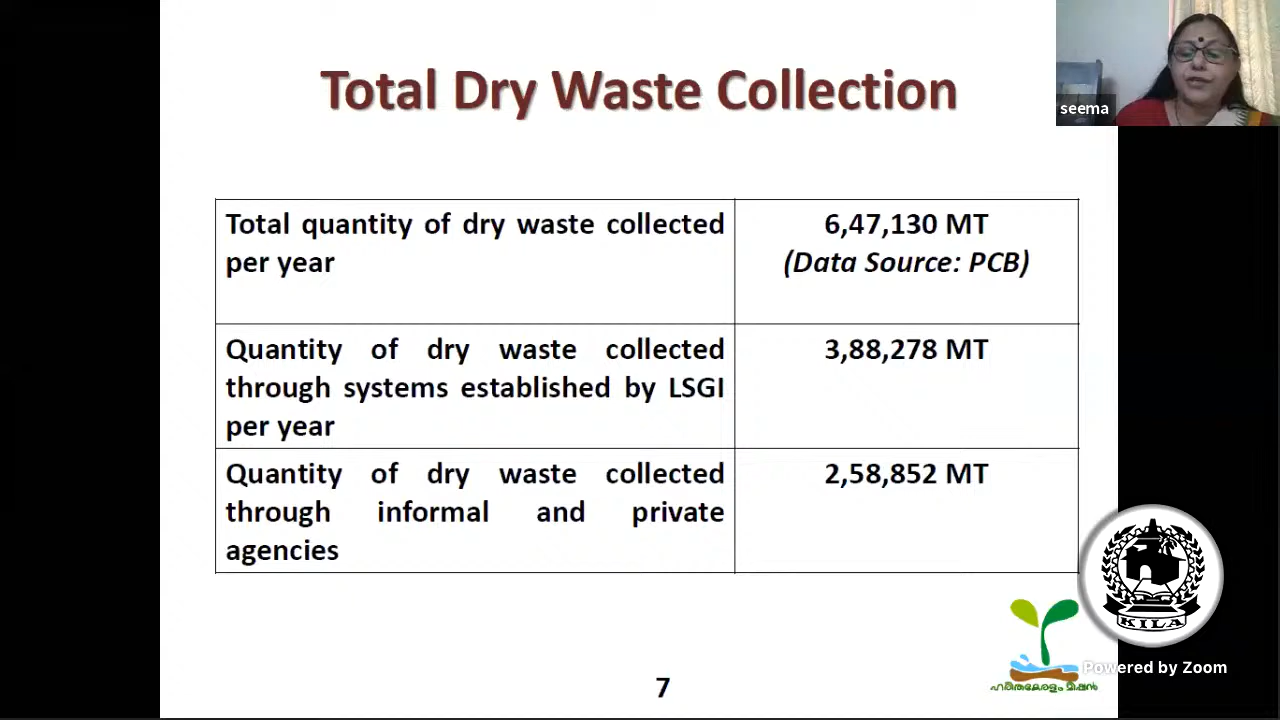 Total Dry Waste Collection
seema
Total quantity of dry waste collected
per year
6,47,130 MT
(Data Source: PCB)
Quantity of dry waste collected
through systems established by LSGI
per year
3,88,278 MT
Quantity of dry waste collected
through informal and private
agencies
2,58,852 MT
KILA
ഹരിതകേരളം മിഷൻ
Powered by Zoom
7